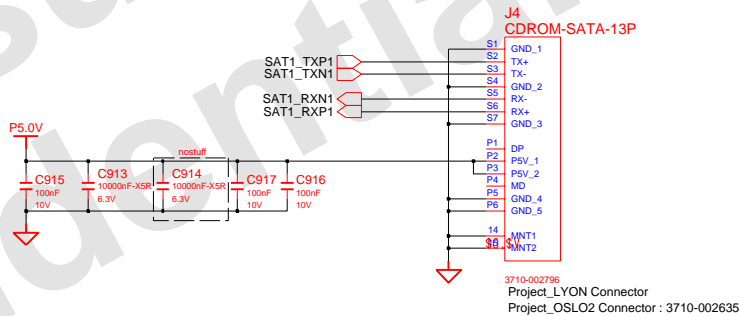 J4
CDROM-SATA-13P
S1 GND_1
SAT1_TXP1 S2 TX+
SAT1_TXN1 S3 TX-
S4 GND_2
SAT1_RXN1 S5 RX-
SAT1_RXP1 S6 RX+
S7 GND_3
P5.0V
nostuff
P1 DP
P2 P5V_1
P3 P5V_2
P4 MD
P5 GND_4
P6 GND_5
C915 C913 C914 C917 C916
100nF 10000nF-X5R 10000nF-X5R 100nF 100nF
10V 6.3V 6.3V 10V 10V
14 MNT1
MNT2
3710-002796
Project_LYON Connector
Project_OSLO2 Connector : 3710-002635